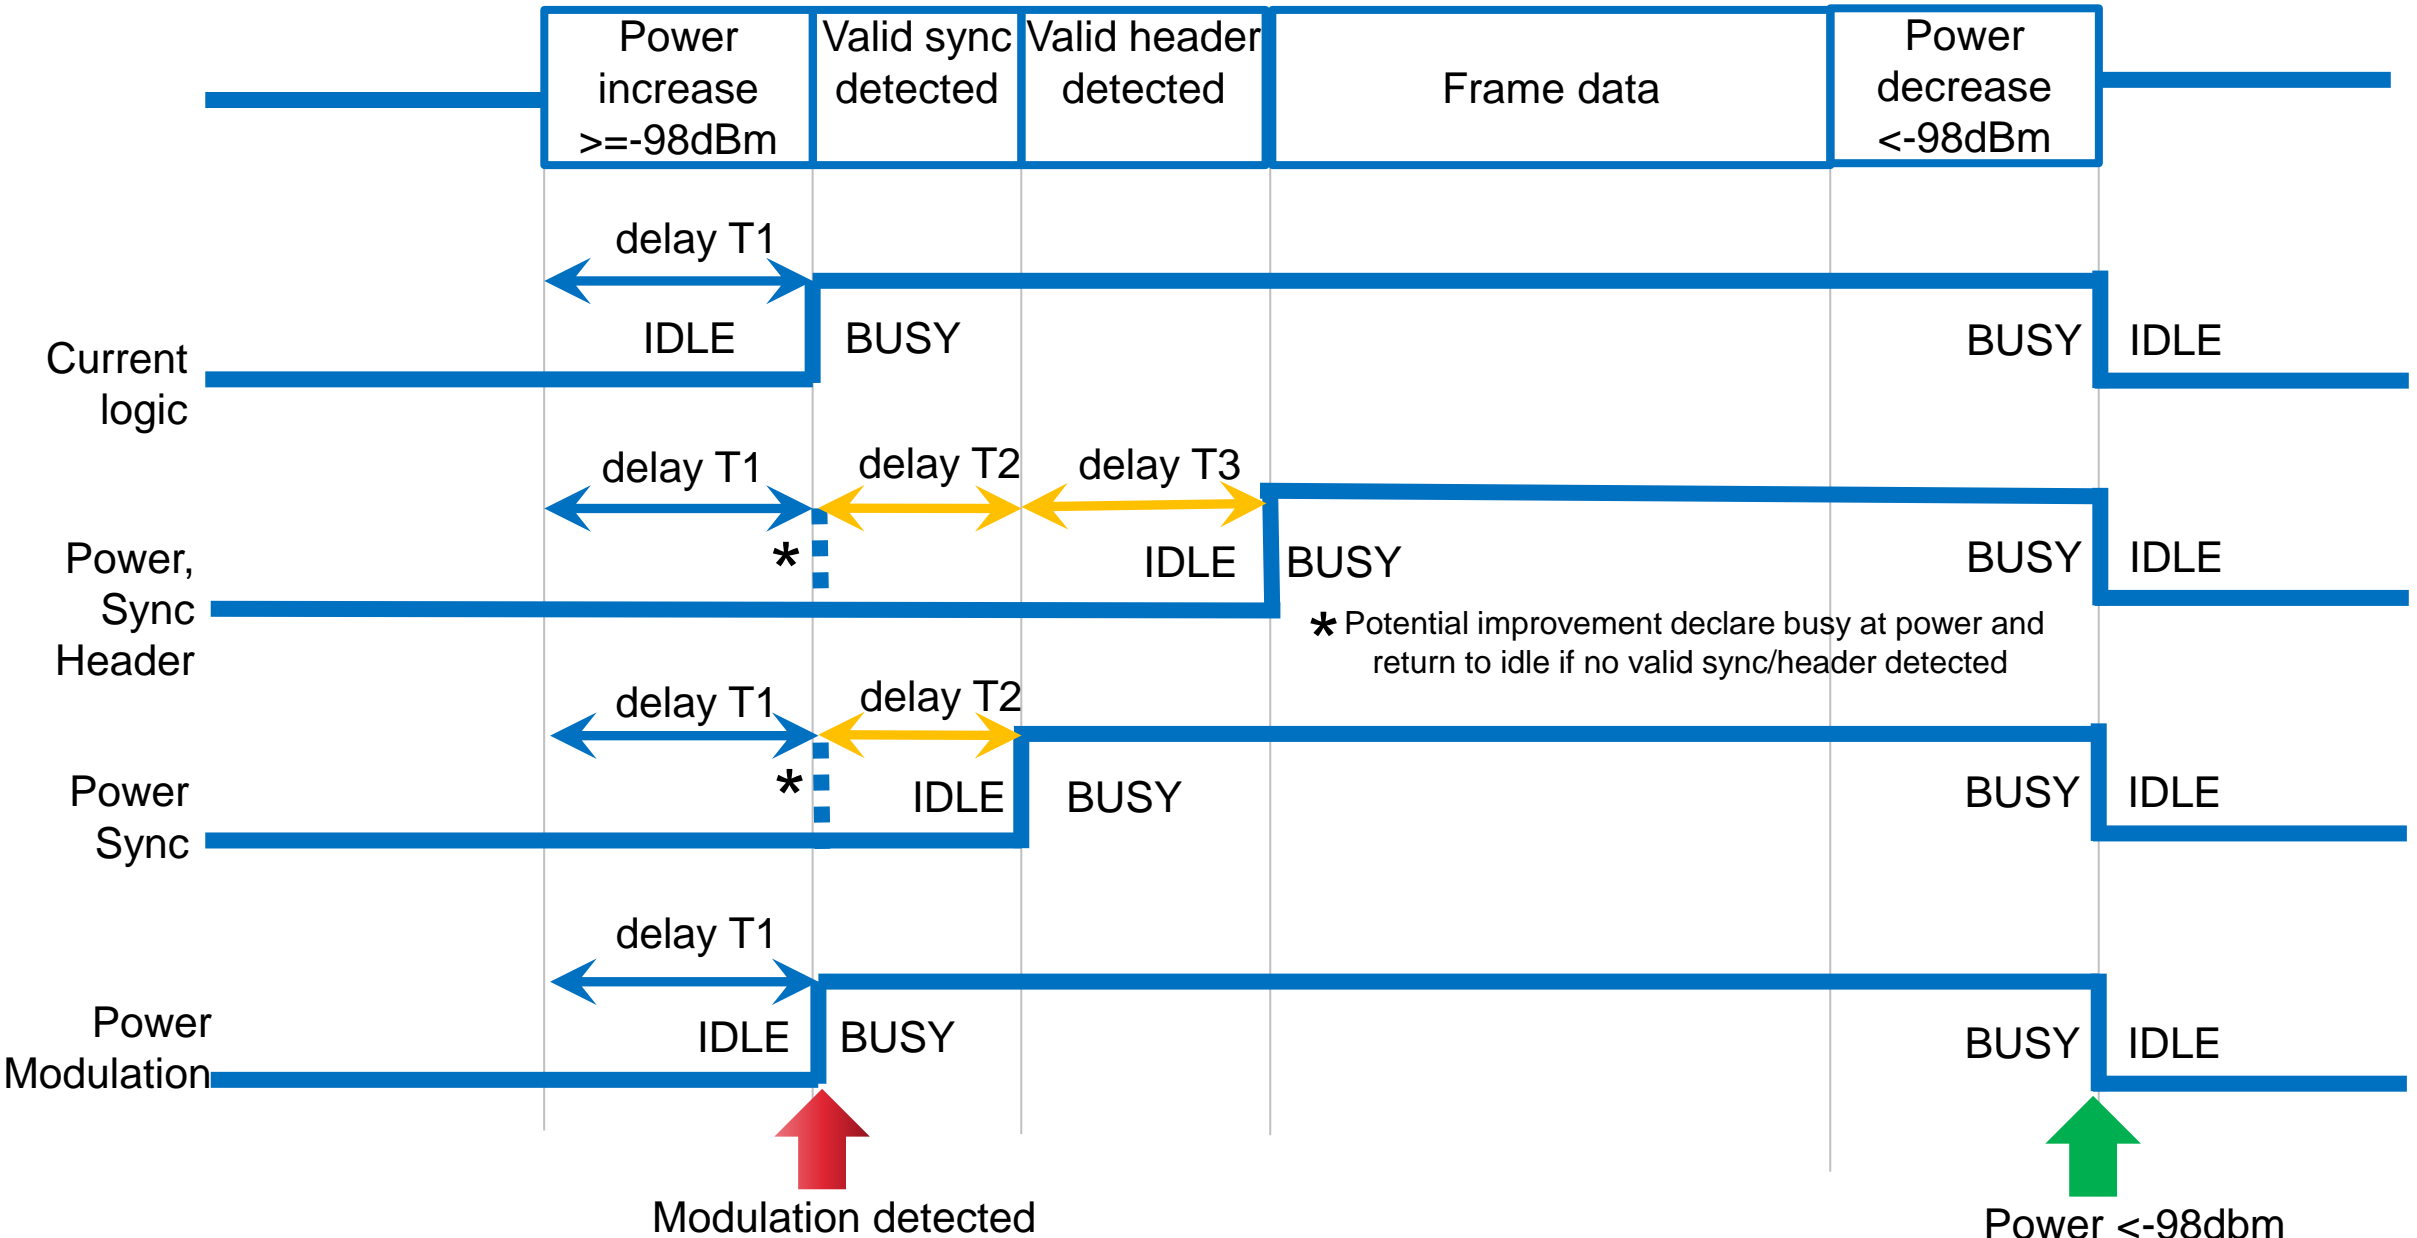 Power
increase
>=-98dBm
Valid sync
detected
Valid header
detected
Frame data
Power
decrease
<-98dBm
delay T1
IDLE
BUSY
BUSY
IDLE
Current
logic
delay T1
delay T2
delay T3
*
IDLE
BUSY
BUSY
IDLE
Power,
Sync
Header
* Potential improvement declare busy at power and
return to idle if no valid sync/header detected
delay T1
delay T2
*
IDLE
BUSY
BUSY
IDLE
Power
Sync
delay T1
IDLE
BUSY
BUSY
IDLE
Power
Modulation
Modulation detected
Power <-98dbm